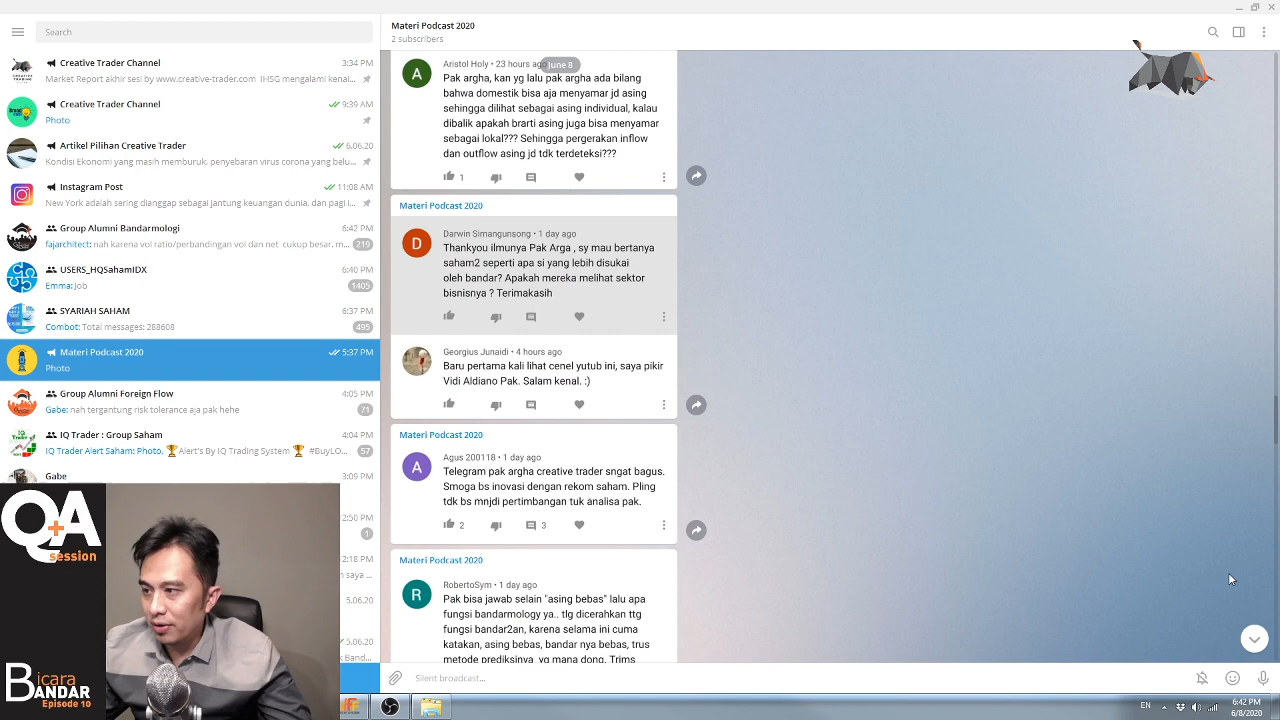 Search
Creative Trader Channel 3:34 PM
Market Report akhir sesi by www.creative-trader.com IHSG mengalami kenai...
Creative Trader Channel 9:39 AM
Photo
Artikel Pilihan Creative Trader 6.06.20
Kondisi Ekonomi yang masih memburuk, penyebaran virus corona yang belu...
Instagram Post 11:08 AM
New York adalah sering dianggap sebagai jantung keuangan dunia, dan pagi i...
Group Alumni Bandarmologi 6:42 PM
fajarchitect: nah karena vol ratio/perbandingan vol dan net cukup besar. m... 219
USERS_HQSahamIDX 6:40 PM
Emma: Job 1405
SYARIAH SAHAM 6:37 PM
Combot: Total messages: 288608 495
Materi Podcast 2020 5:37 PM
Photo
Group Alumni Foreign Flow 4:05 PM
Gabe: nah tergantung risk tolerance aja pak hehe 71
IQ Trader : Group Saham 4:04 PM
IQ Trader Alert Saham: Photo, 🏆Alert's By IQ Trading System 🏆 #BuyLO... 57
Gabe 3:09 PM
2:50 PM
1
2:18 PM
saya ...
5.06.20
5.06.20
Band...
Q+A
session
Bicara
BANDAR
Episode 10
Materi Podcast 2020
2 subscribers
June 8
A
Aristol Holy • 23 hours ago
Pak argha, kan yg lalu pak argha ada bilang
bahwa domestik bisa aja menyamar jd asing
sehingga dilihat sebagai asing individual, kalau
dibalik apakah brarti asing juga bisa menyamar
sebagai lokal??? Sehingga pergerakan inflow
dan outflow asing jd tdk terdeteksi???
1
Materi Podcast 2020
D
Darwin Simangunsong • 1 day ago
Thankyou ilmunya Pak Arga , sy mau bertanya
saham2 seperti apa si yang lebih disukai
oleh bandar? Apakah mereka melihat sektor
bisnisnya ? Terimakasih
Georgius Junaidi • 4 hours ago
Baru pertama kali lihat cenel yutub ini, saya pikir
Vidi Aldiano Pak. Salam kenal. :)
Materi Podcast 2020
A
Agus 200118 • 1 day ago
Telegram pak argha creative trader sngat bagus.
Smoga bs inovasi dengan rekom saham. Pling
tdk bs mnjdi pertimbangan tuk analisa pak.
2 3
Materi Podcast 2020
R
RobertoSym • 1 day ago
Pak bisa jawab selain "asing bebas" lalu apa
fungsi bandarmology ya.. tlg dicerahkan ttg
fungsi bandar2an, karena selama ini cuma
katakan, asing bebas, bandar nya bebas, trus
metode prediksinya yg mana dong. Trims
Silent broadcast...
EN
6:42 PM
6/8/2020